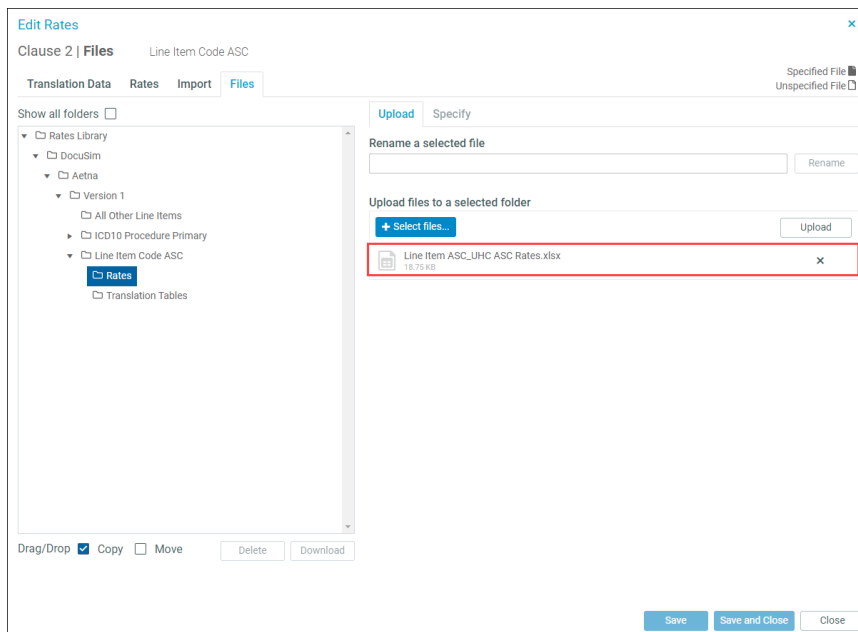 Edit Rates
×
Clause 2 | Files Line Item Code ASC
Specified File
Unspecified File
Translation Data Rates Import Files
Show all folders
Rates Library
DocuSim
Aetna
Version 1
All Other Line Items
ICD10 Procedure Primary
Line Item Code ASC
Rates
Translation Tables
Drag/Drop Copy Move Delete Download
Upload Specify
Rename a selected file
Rename
Upload files to a selected folder
+ Select files... Upload
Line Item ASC_UHC ASC Rates.xlsx ×
18.75 KB
Save Save and Close Close